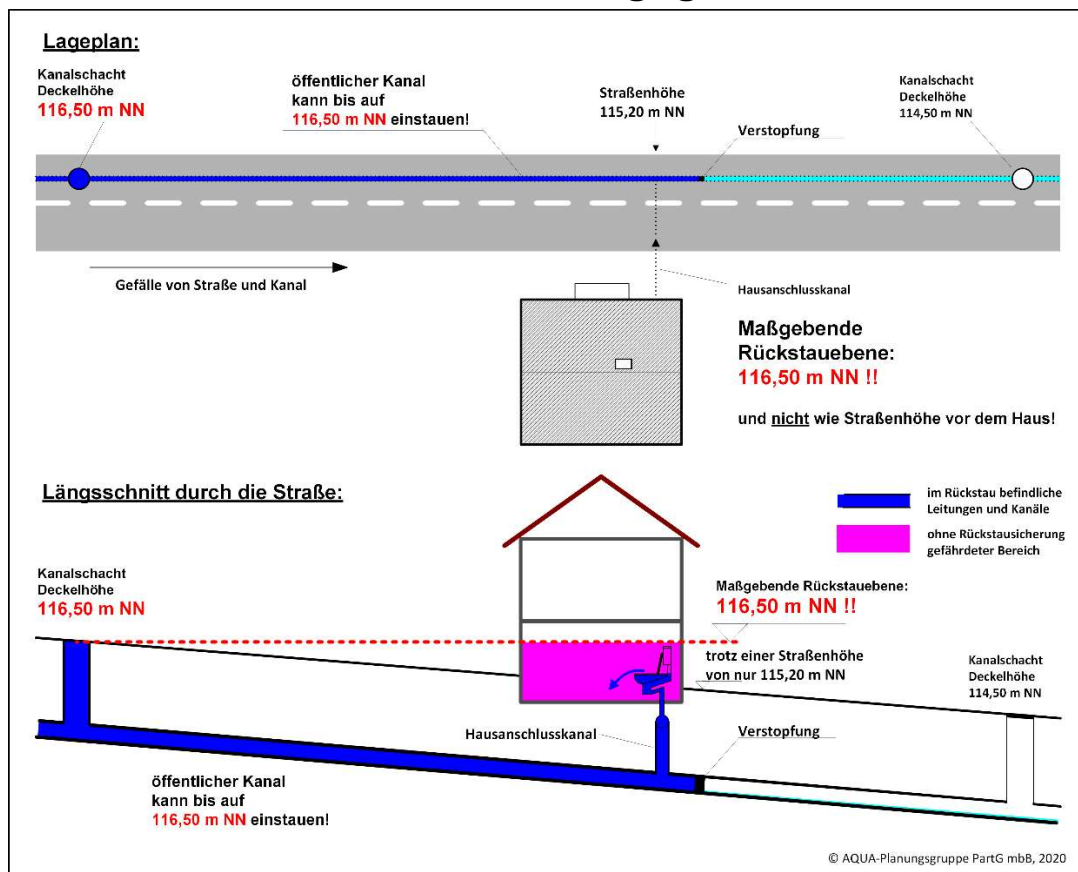 Lageplan:
Kanalschacht
Deckelhöhe
116,50 m NN
öffentlicher Kanal
kann bis auf
116,50 m NN einstauen!
Straßenhöhe
115,20 m NN
Verstopfung
Kanalschacht
Deckelhöhe
114,50 m NN
Gefälle von Straße und Kanal
Hausanschlusskanal
Maßgebende
Rückstauebene:
116,50 m NN !!
und nicht wie Straßenhöhe vor dem Haus!
Längsschnitt durch die Straße:
im Rückstau befindliche
Leitungen und Kanäle
ohne Rückstausicherung
gefährdeter Bereich
Kanalschacht
Deckelhöhe
116,50 m NN
Maßgebende Rückstauebene:
116,50 m NN !!
trotz einer Straßenhöhe
von nur 115,20 m NN
Kanalschacht
Deckelhöhe
114,50 m NN
Hausanschlusskanal
Verstopfung
öffentlicher Kanal
kann bis auf
116,50 m NN einstauen!
© AQUA-Planungsgruppe PartG mbB, 2020